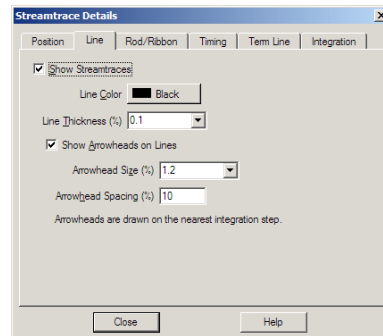 Streamtrace Details
Position Line Rod/Ribbon Timing Term Line Integration
Show Streamtraces
Line Color Black
Line Thickness (%) 0.1
Show Arrowheads on Lines
Arrowhead Size (%) 1.2
Arrowhead Spacing (%) 10
Arrowheads are drawn on the nearest integration step.
Close Help